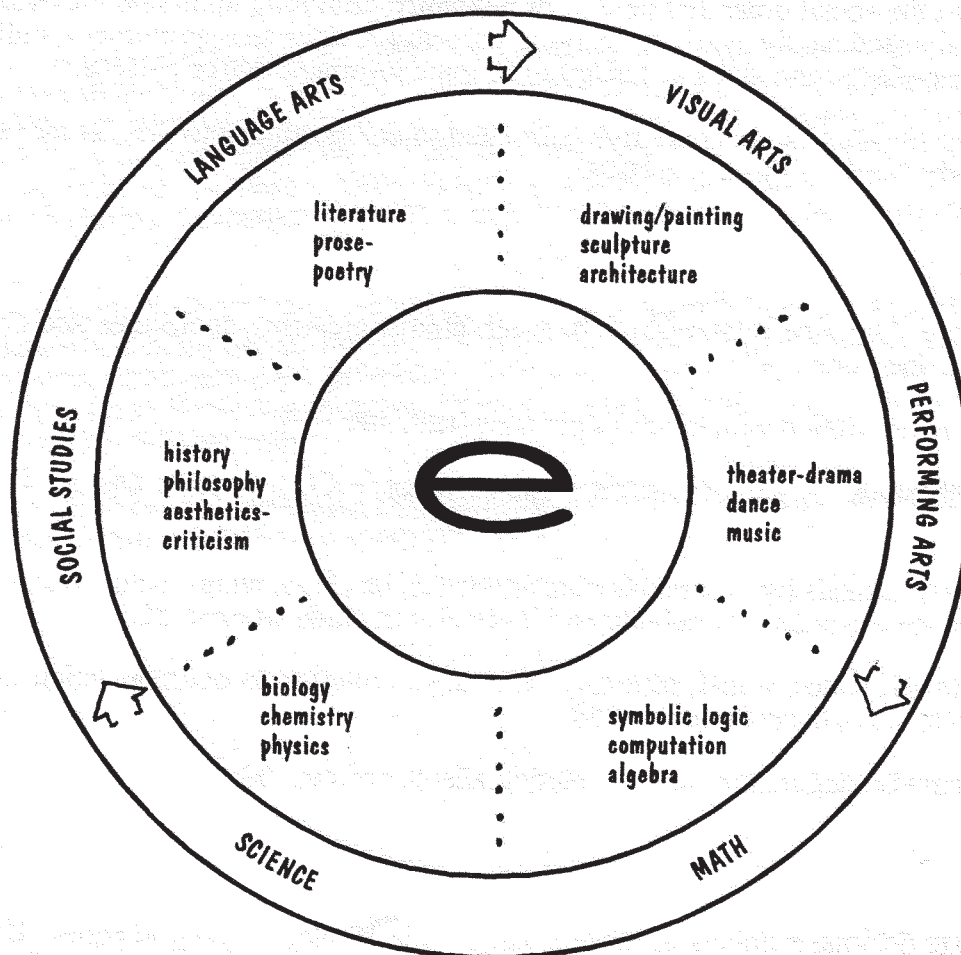 LANGUAGE ARTS
VISUAL ARTS
literature
prose-
poetry
drawing/painting
sculpture
architecture
SOCIAL STUDIES
history
philosophy
aesthetics-
criticism
e
theater-drama
dance
music
PERFORMING ARTS
biology
chemistry
physics
symbolic logic
computation
algebra
SCIENCE
MATH